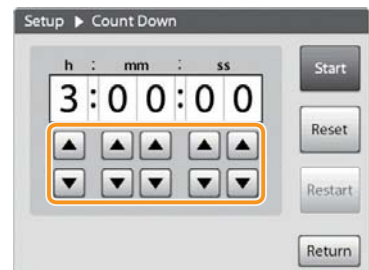 Setup ▶ Count Down
h : mm : ss
3:00:00
Start
Reset
Restart
Return